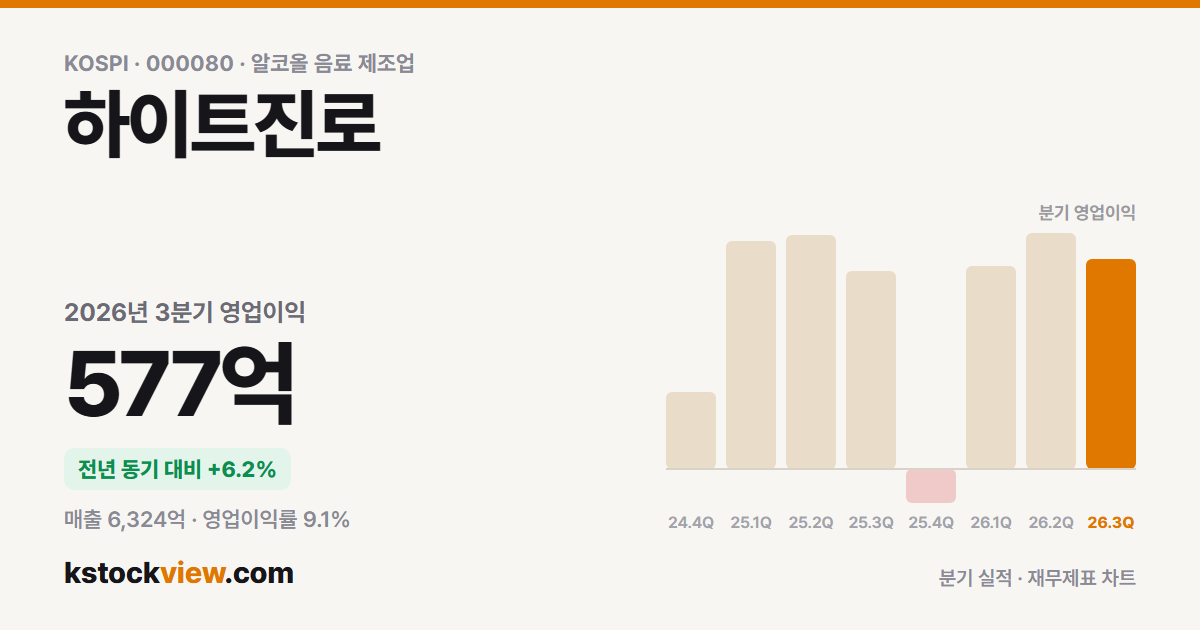 KOSPI · 000080 · 알코올 음료 제조업
하이트진로
분기 영업이익
2026년 3분기 영업이익
577억
전년 동기 대비 +6.2%
매출 6,324억 · 영업이익률 9.1%
24.4Q 25.1Q 25.2Q 25.3Q 25.4Q 26.1Q 26.2Q 26.3Q
kstockview.com
분기 실적 · 재무제표 차트